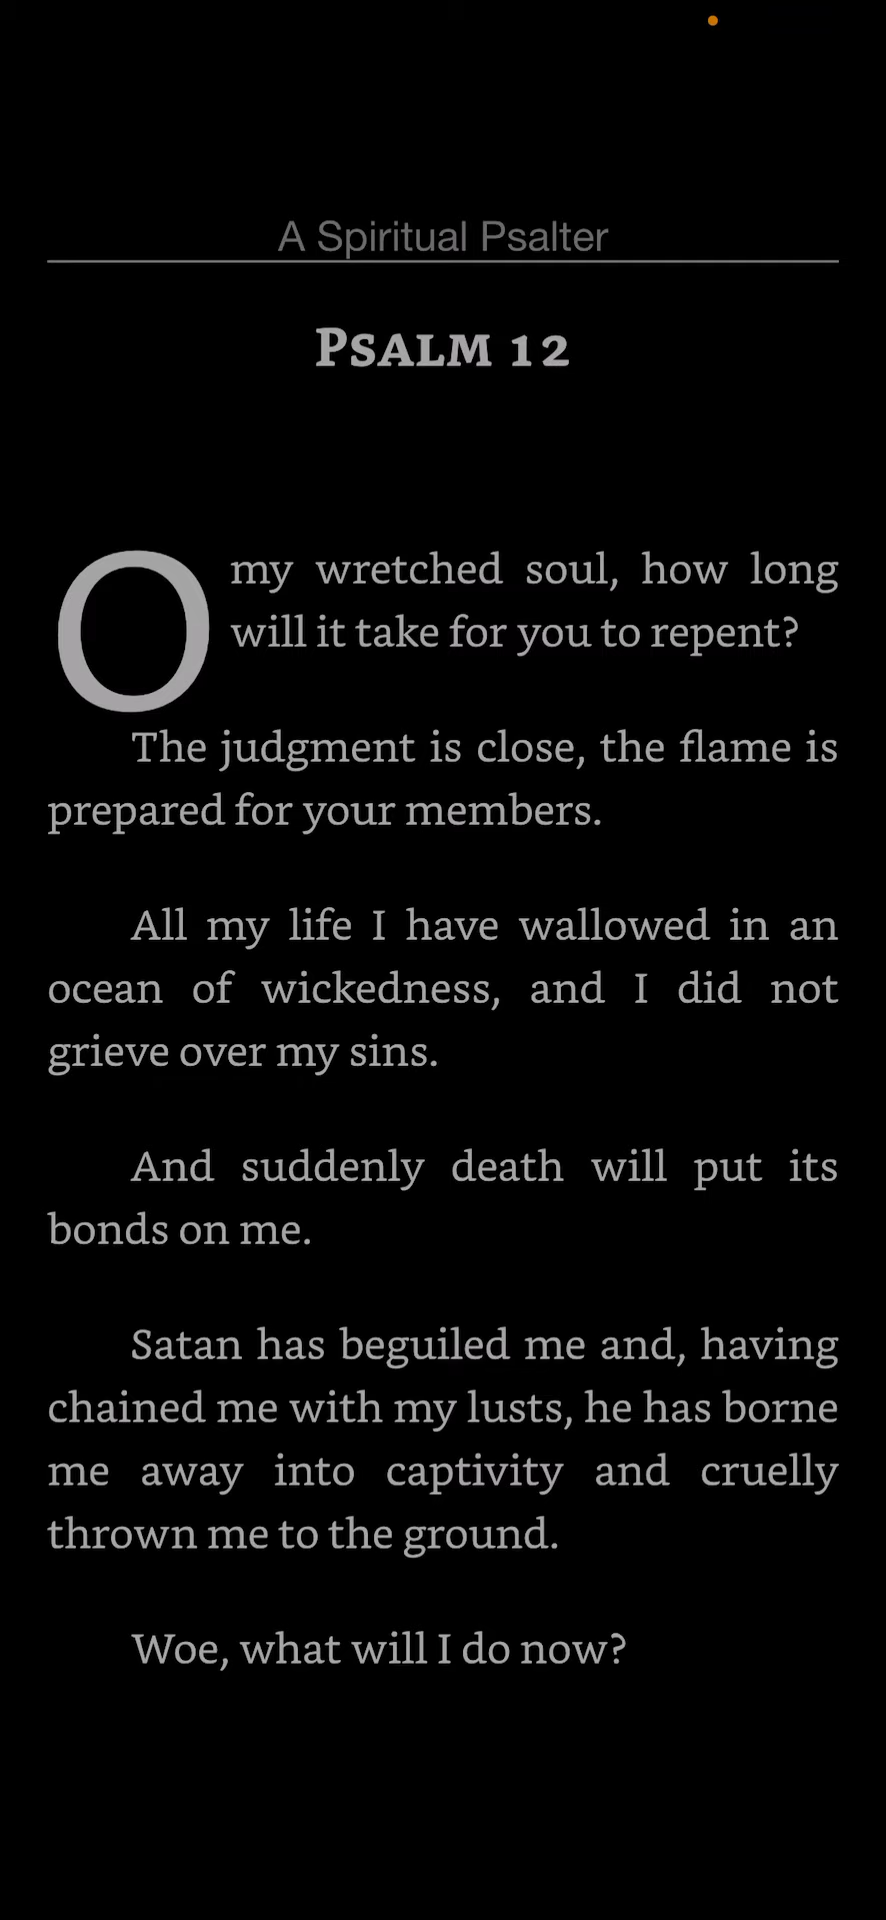 A Spiritual Psalter
Psalm 12
O my wretched soul, how long
will it take for you to repent?
The judgment is close, the flame is
prepared for your members.
All my life I have wallowed in an
ocean of wickedness, and I did not
grieve over my sins.
And suddenly death will put its
bonds on me.
Satan has beguiled me and, having
chained me with my lusts, he has borne
me away into captivity and cruelly
thrown me to the ground.
Woe, what will I do now?